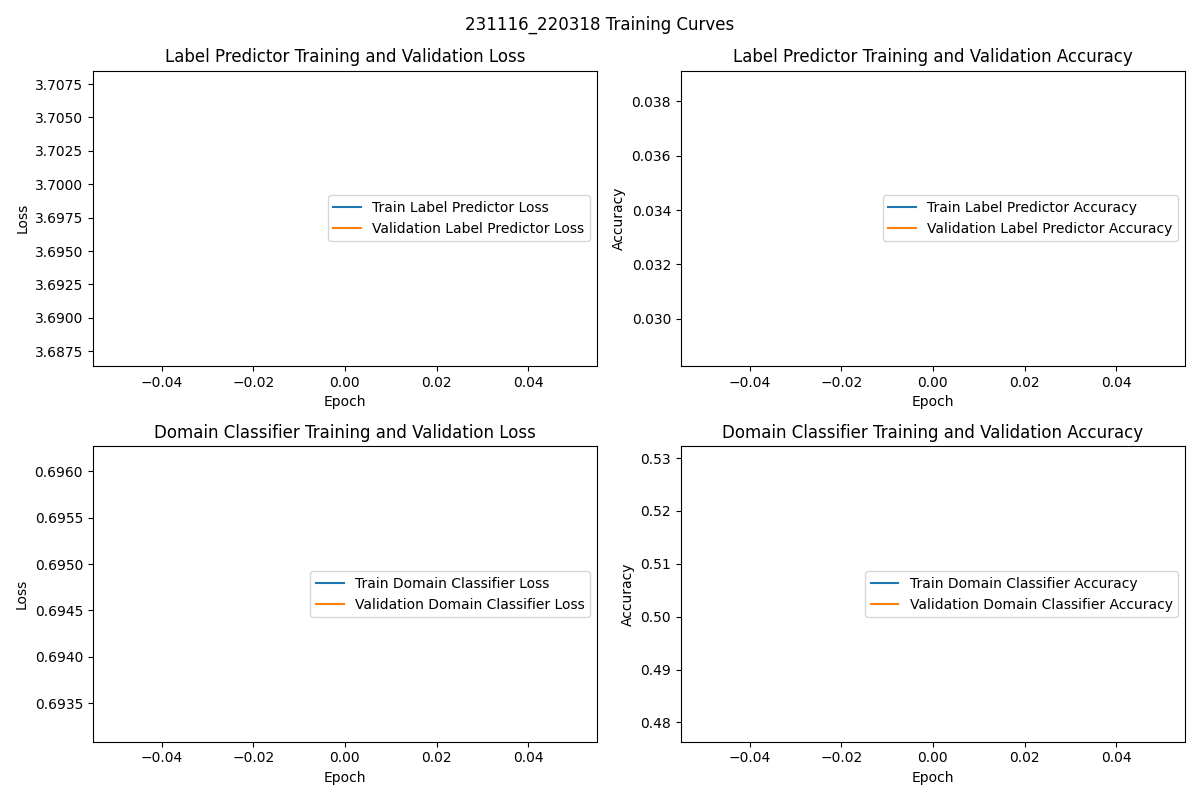 231116_220318 Training Curves
Label Predictor Training and Validation Loss
3.7075
3.7050
3.7025
3.7000
3.6975
3.6950
3.6925
3.6900
3.6875
Loss
Train Label Predictor Loss
Validation Label Predictor Loss
−0.04 −0.02 0.00 0.02 0.04
Epoch
Label Predictor Training and Validation Accuracy
0.038
0.036
0.034
0.032
0.030
Accuracy
Train Label Predictor Accuracy
Validation Label Predictor Accuracy
−0.04 −0.02 0.00 0.02 0.04
Epoch
Domain Classifier Training and Validation Loss
0.6960
0.6955
0.6950
0.6945
0.6940
0.6935
Loss
Train Domain Classifier Loss
Validation Domain Classifier Loss
−0.04 −0.02 0.00 0.02 0.04
Epoch
Domain Classifier Training and Validation Accuracy
0.53
0.52
0.51
0.50
0.49
0.48
Accuracy
Train Domain Classifier Accuracy
Validation Domain Classifier Accuracy
−0.04 −0.02 0.00 0.02 0.04
Epoch